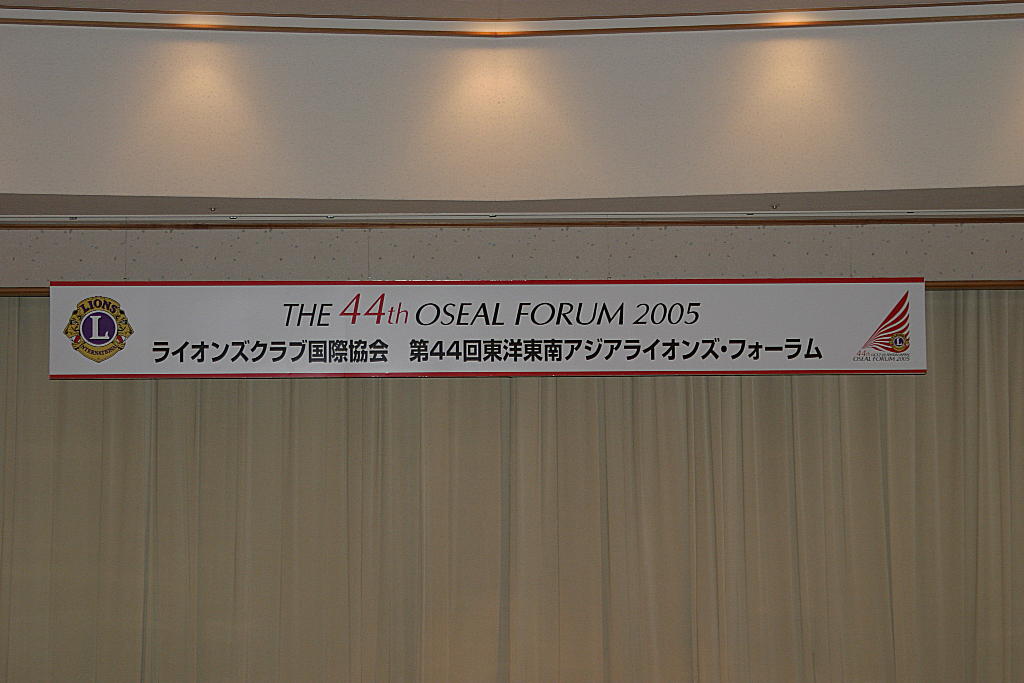 LIONS
L
INTERNATIONAL
THE 44th OSEAL FORUM 2005
ライオンズクラブ国際協会 第44回東洋東南アジアライオンズ・フォーラム
L
44th
OSEAL FORUM 2005